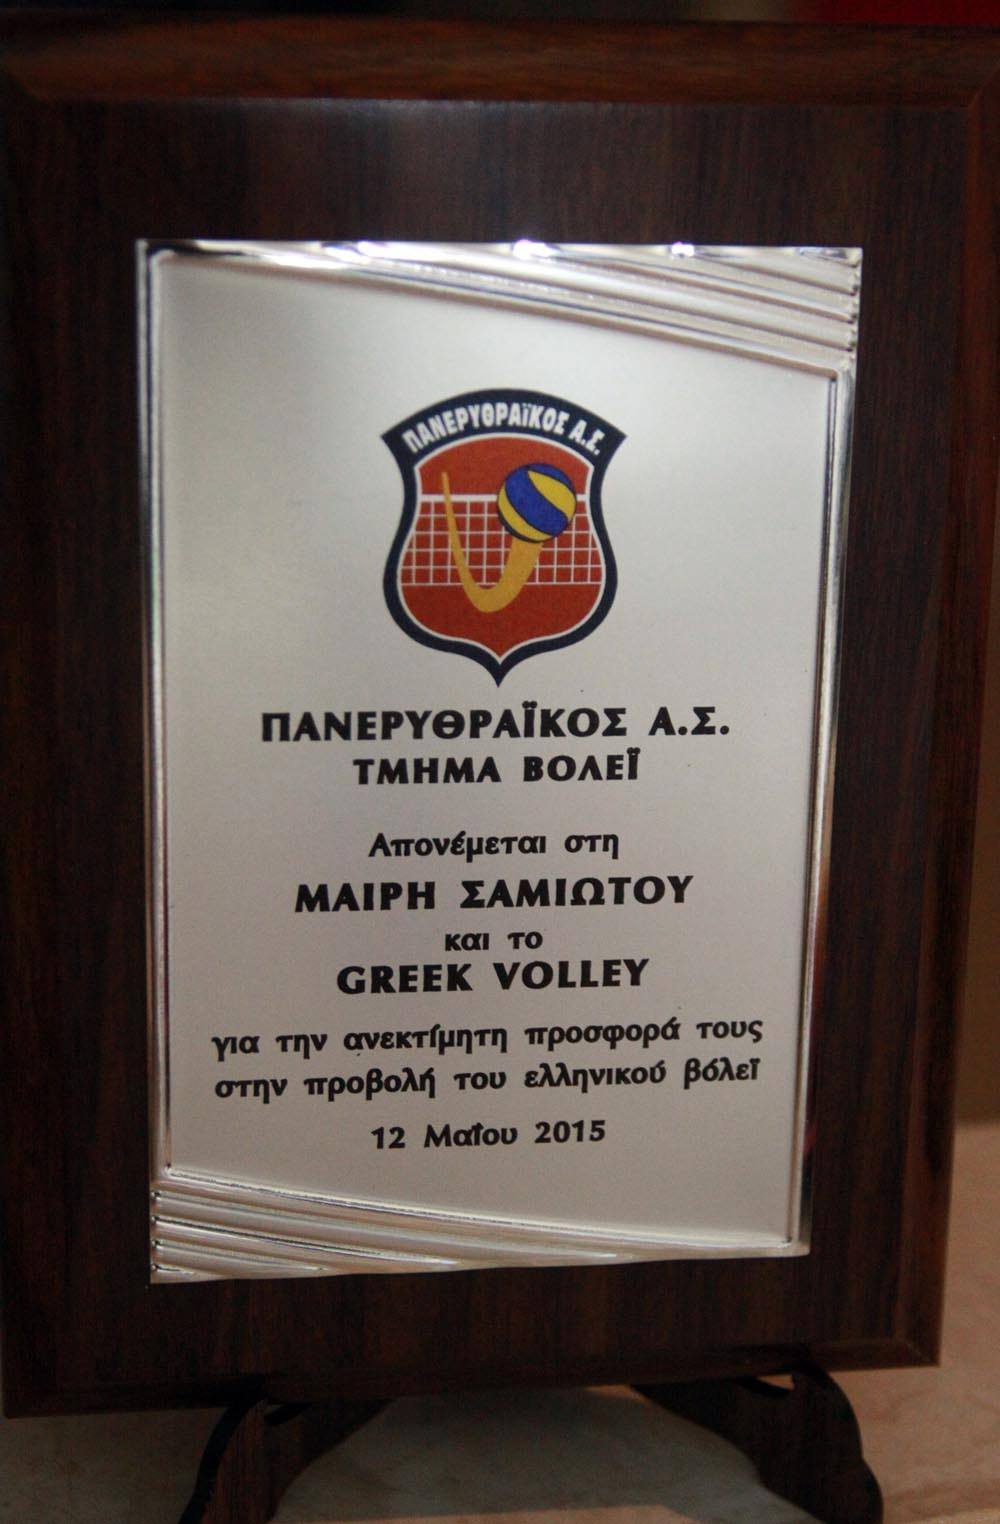 ΠΑΝΕΡΥΘΡΑΪΚΟΣ Α.Σ.
ΠΑΝΕΡΥΘΡΑΪΚΟΣ Α.Σ.
ΤΜΗΜΑ ΒΟΛΕΪ
Απονέμεται στη
ΜΑΙΡΗ ΣΑΜΙΩΤΟΥ
και το
GREEK VOLLEY
για την ανεκτίμητη προσφορά τους
στην προβολή του ελληνικού βόλεϊ
12 Μαΐου 2015